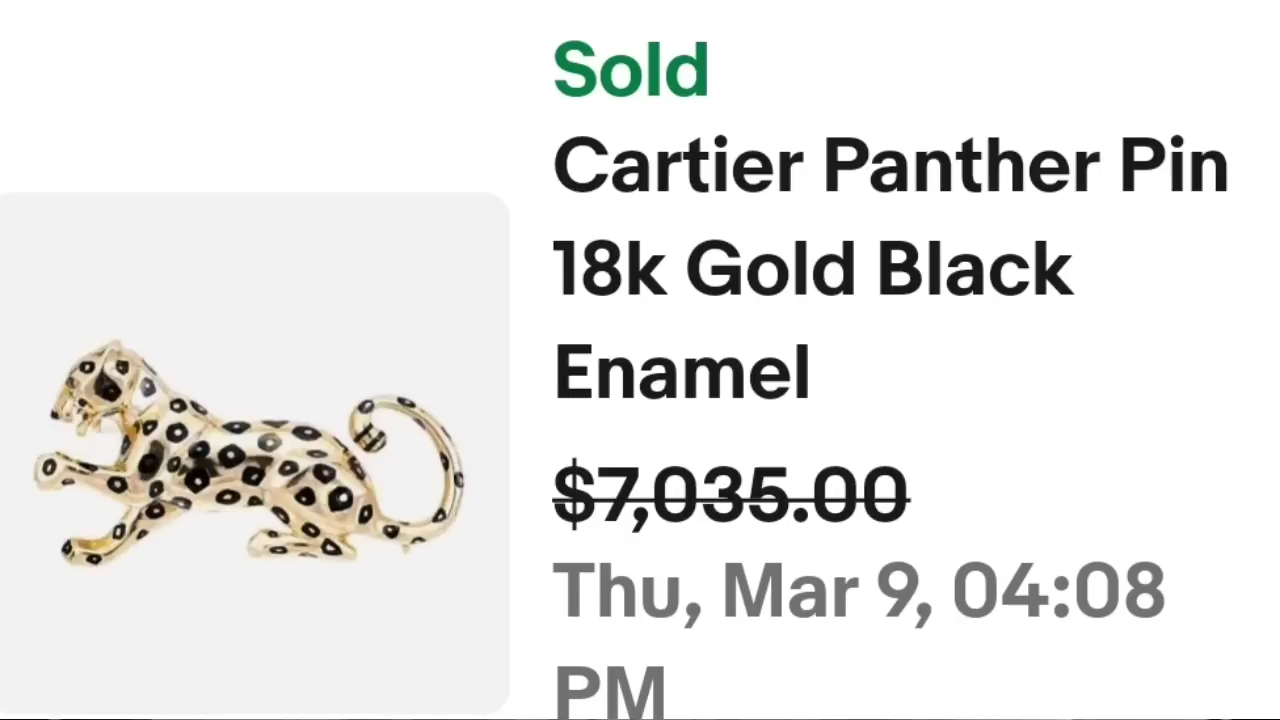 Sold
Cartier Panther Pin
18k Gold Black
Enamel
$7,035.00
Thu, Mar 9, 04:08
PM